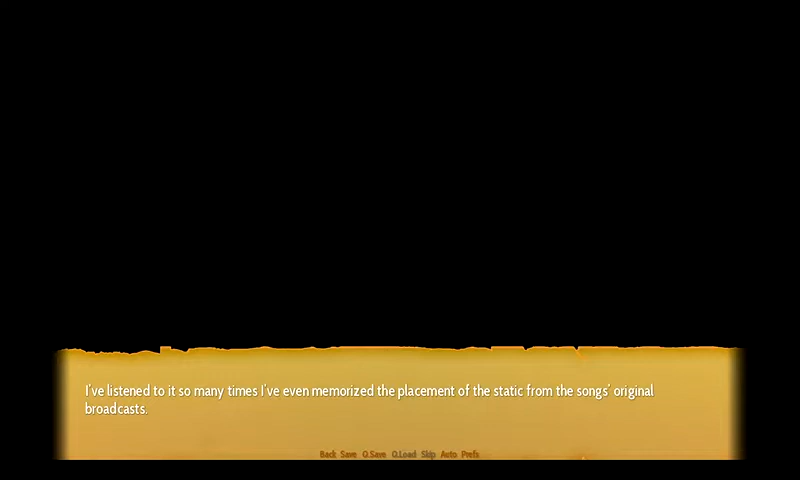 I've listened to it so many times I've even memorized the placement of the static from the songs' original
broadcasts.
Back Save Q.Save Q.Load Skip Auto Prefs